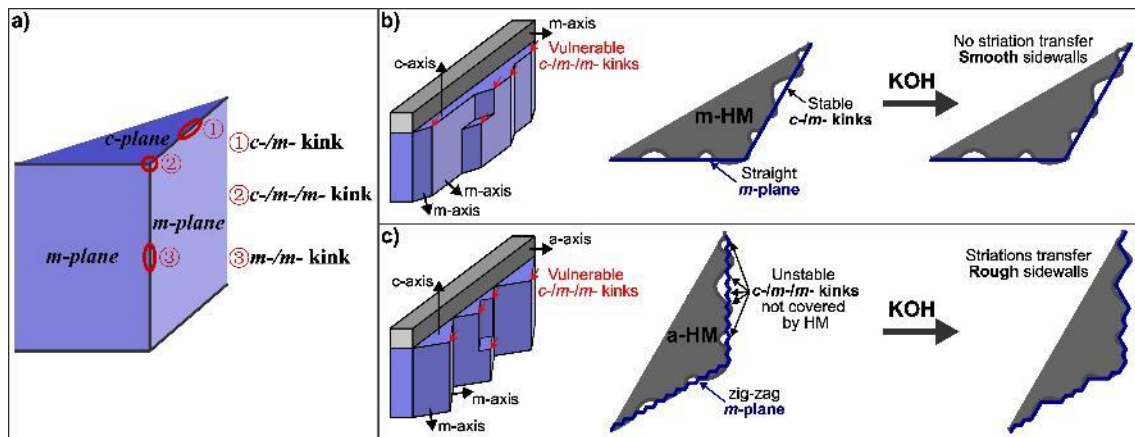 a)
c-plane
①
②
m-plane
m-plane
③
①c-/m- kink
②c-/m-/m- kink
③m-/m- kink
b)
m-axis
c-axis
Vulnerable
c-/m-/m- kinks
m-axis
m-axis
m-HM
Stable
c-/m- kinks
Straight
m-plane
KOH
No striation transfer
Smooth sidewalls
c)
a-axis
c-axis
Vulnerable
c-/m-/m- kinks
m-axis
m-axis
a-HM
Unstable
c-/m-/m- kinks
not covered
by HM
zig-zag
m-plane
KOH
Striations transfer
Rough sidewalls